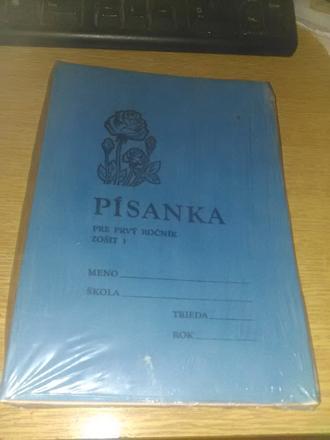 PÍSANKA
PRE PRVÝ ROČNÍK
ZOŠIT 1
MENO
ŠKOLA
TRIEDA
ROK